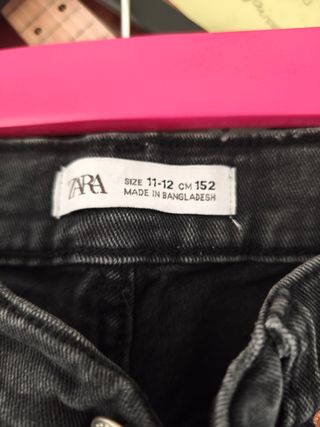 ZARA
SIZE 11-12 CM 152
MADE IN BANGLADESH